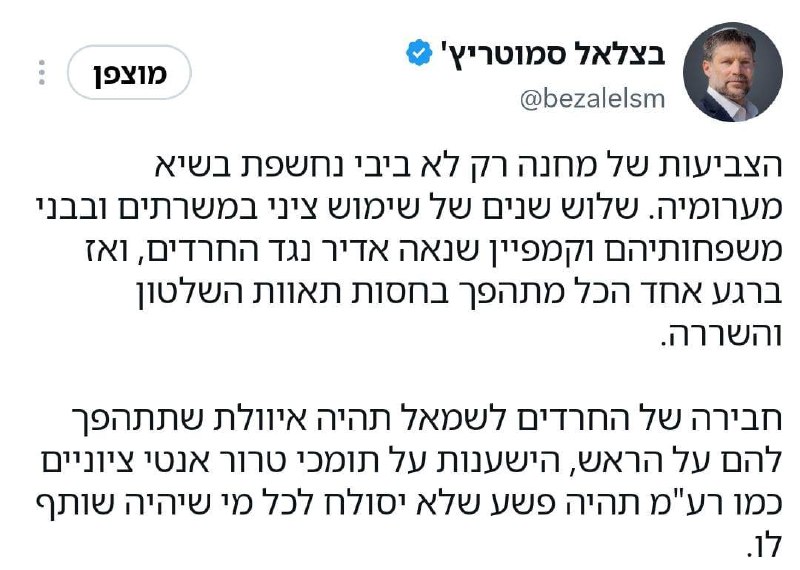 בצלאל סמוטריץ'
@bezalelsm
מוצפן
הצביעות של מחנה רק לא ביבי נחשפת בשיא
מערומיה. שלוש שנים של שימוש ציני במשרתים ובבני
משפחותיהם וקמפיין שנאה אדיר נגד החרדים, ואז
ברגע אחד הכל מתהפך בחסות תאוות השלטון
והשררה.
חבירה של החרדים לשמאל תהיה איוולת שתתהפך
להם על הראש, הישענות על תומכי טרור אנטי ציוניים
כמו רע"מ תהיה פשע שלא יסולח לכל מי שיהיה שותף
לו.